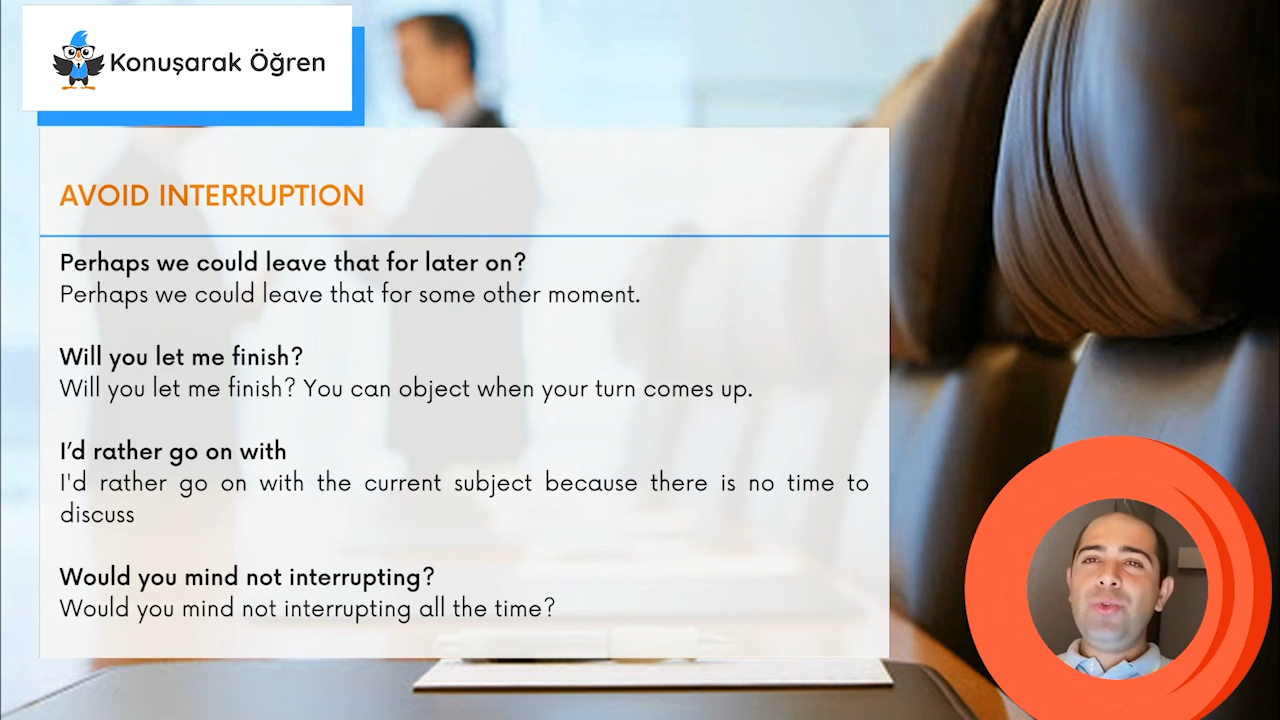 Konuşarak Öğren
AVOID INTERRUPTION
Perhaps we could leave that for later on?
Perhaps we could leave that for some other moment.
Will you let me finish?
Will you let me finish? You can object when your turn comes up.
I’d rather go on with
I'd rather go on with the current subject because there is no time to
discuss
Would you mind not interrupting?
Would you mind not interrupting all the time?